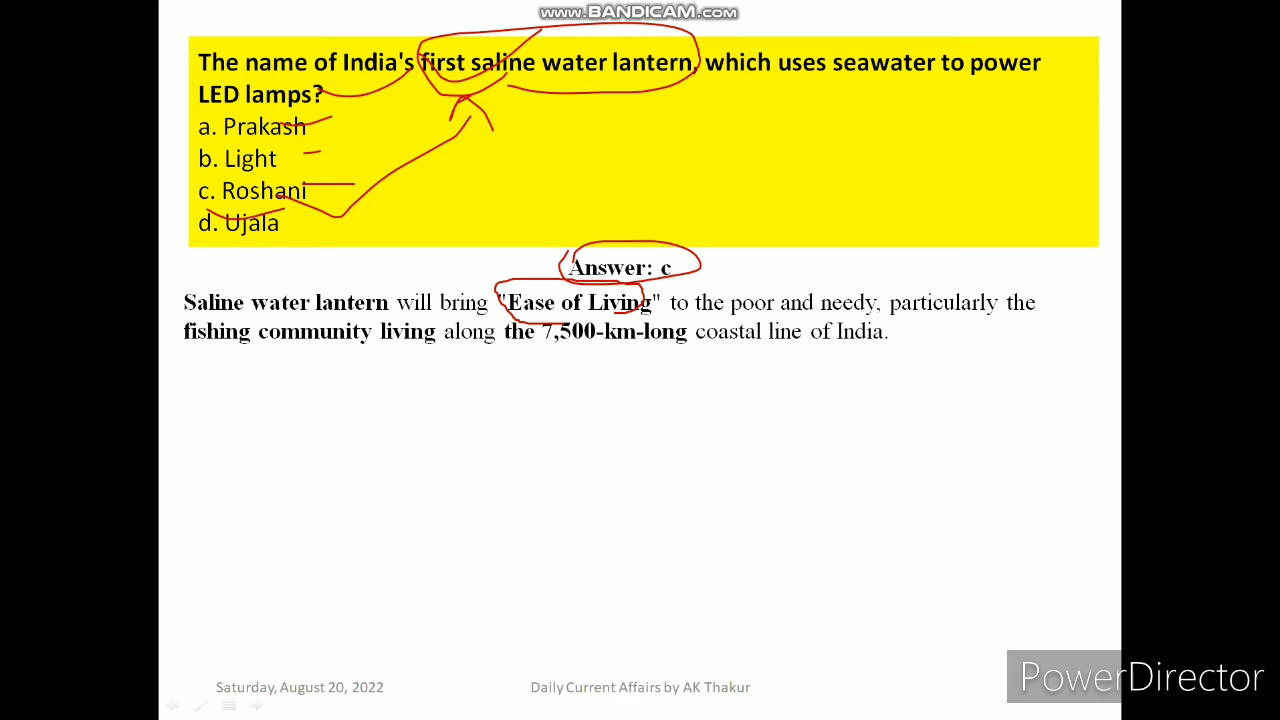 www.BANDICAM.com
The name of India's first saline water lantern, which uses seawater to power
LED lamps?
a. Prakash
b. Light
c. Roshani
d. Ujala
Answer: c
Saline water lantern will bring "Ease of Living" to the poor and needy, particularly the
fishing community living along the 7,500-km-long coastal line of India.
Saturday, August 20, 2022
Daily Current Affairs by AK Thakur
PowerDirector